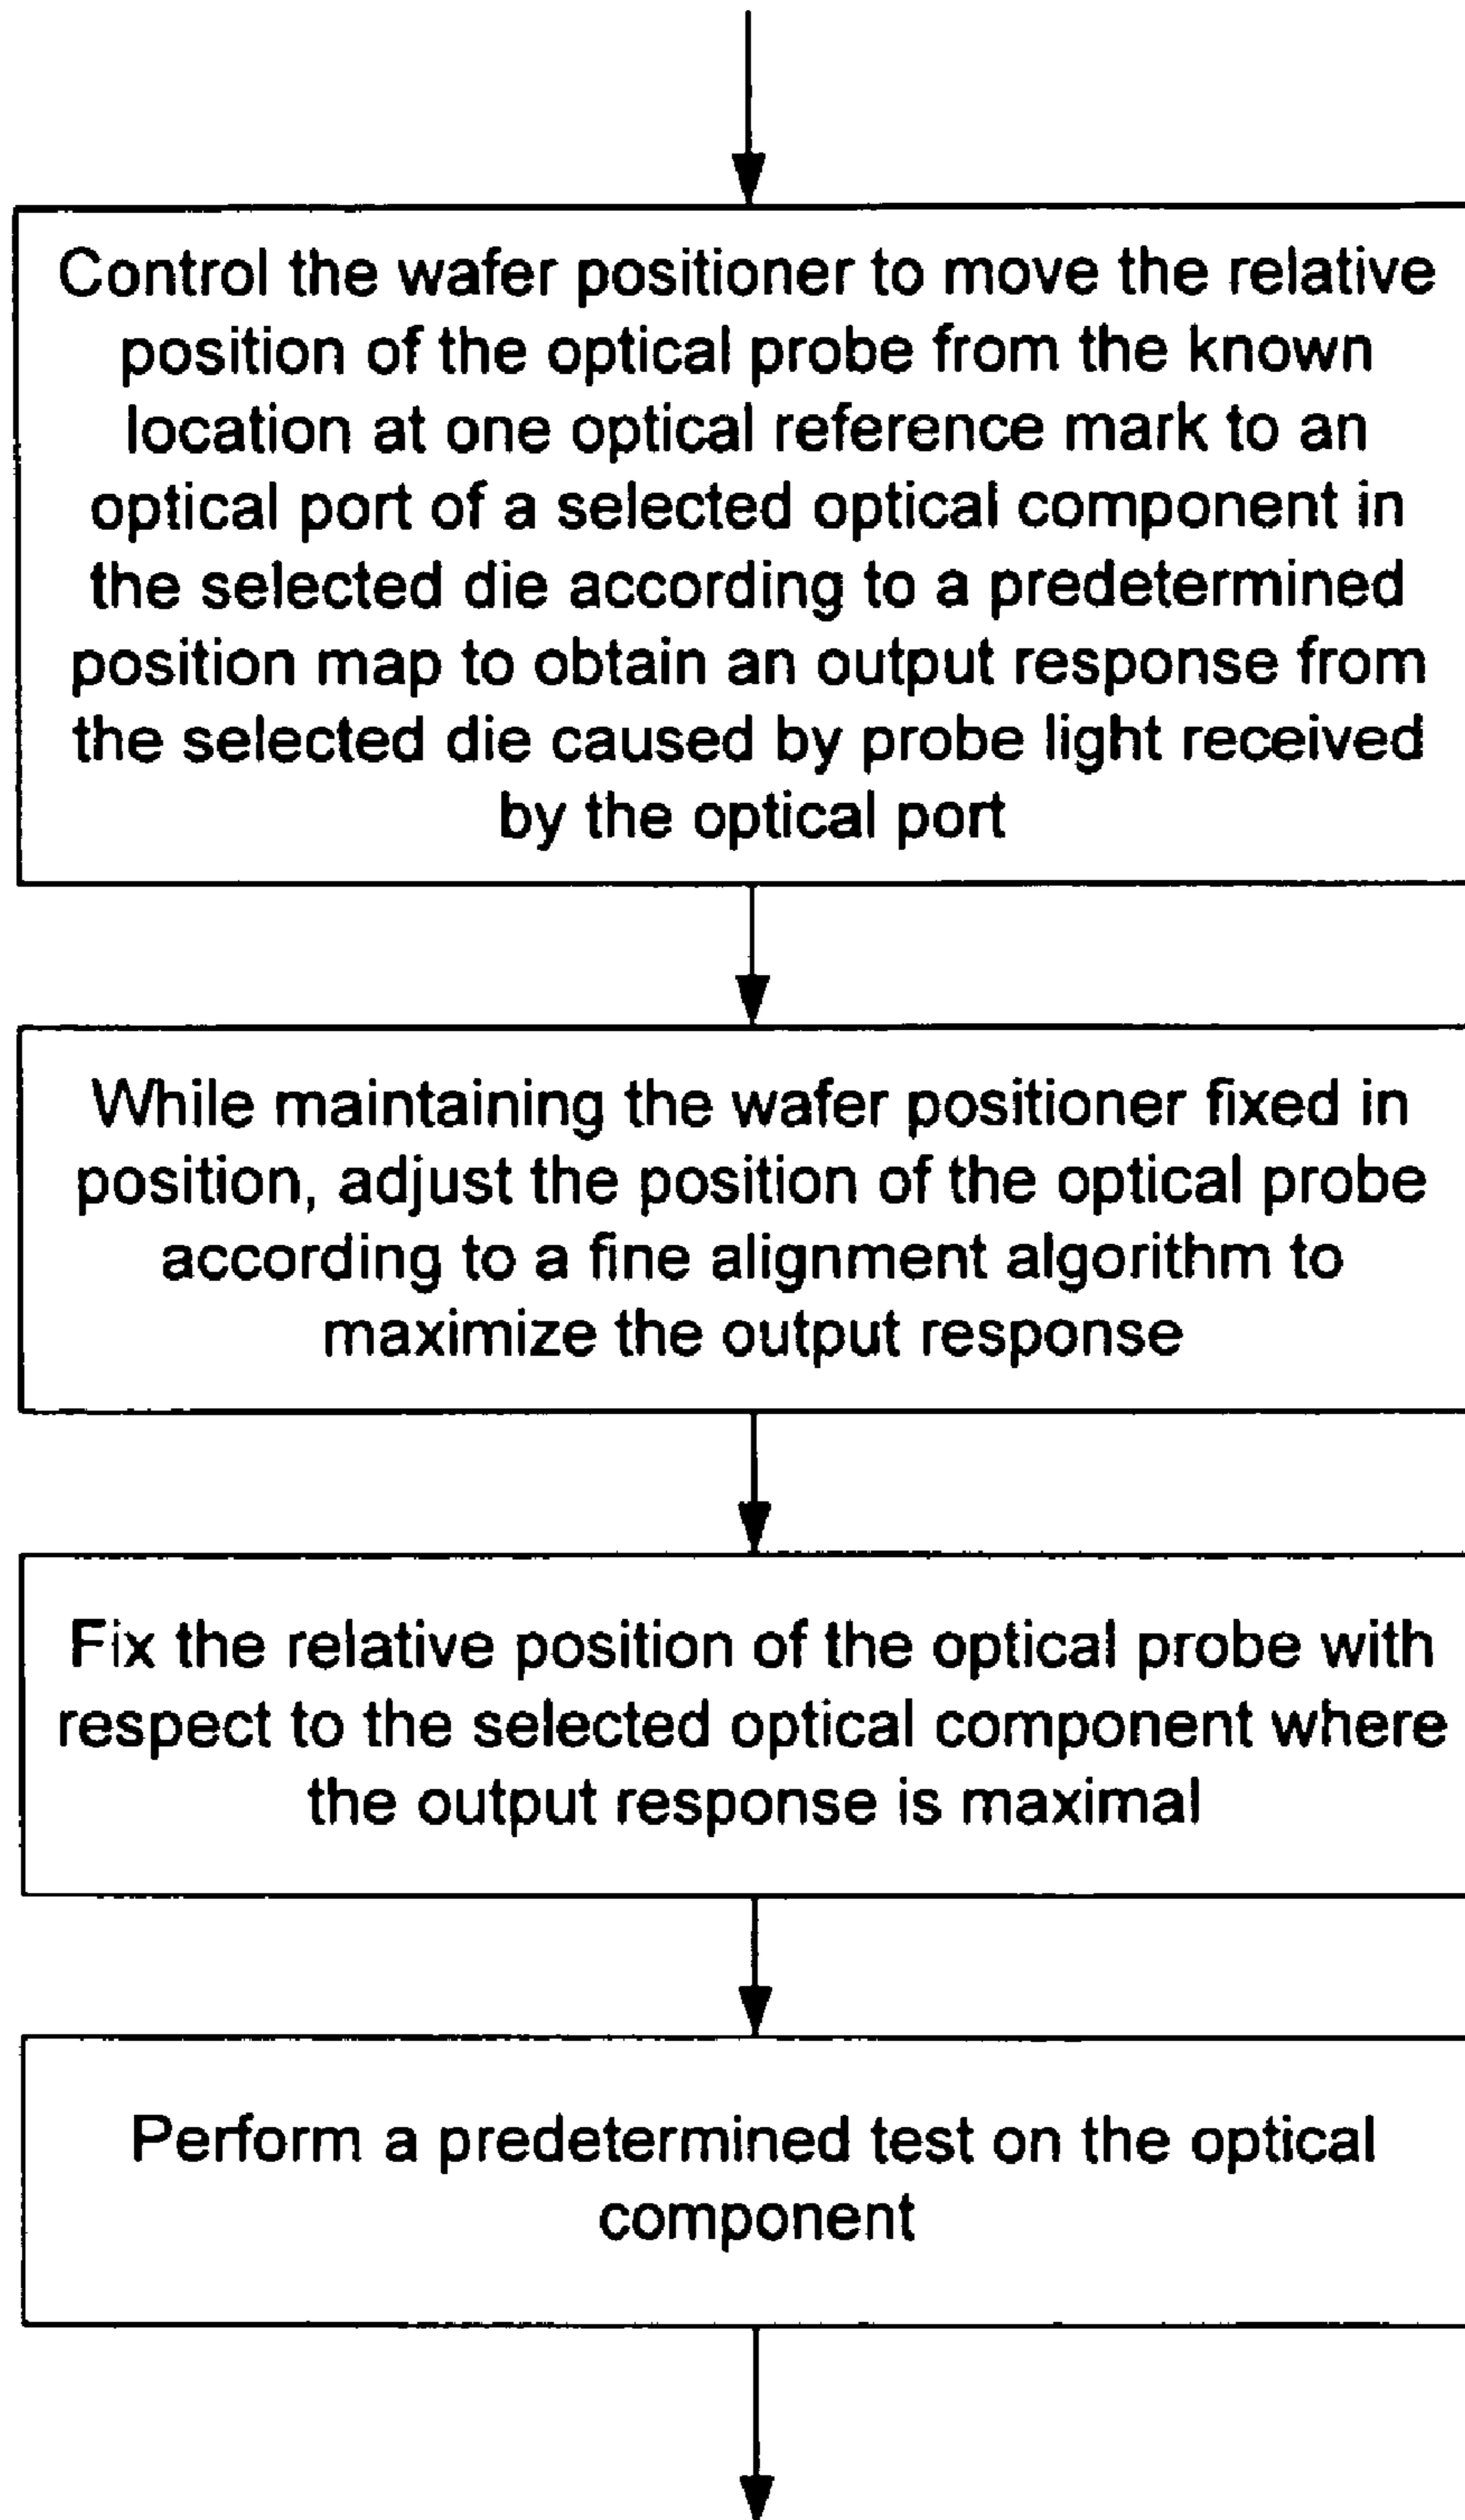 Control the wafer positioner to move the relative
position of the optical probe from the known
location at one optical reference mark to an
optical port of a selected optical component in
the selected die according to a predetermined
position map to obtain an output response from
the selected die caused by probe light received
by the optical port
While maintaining the wafer positioner fixed in
position, adjust the position of the optical probe
according to a fine alignment algorithm to
maximize the output response
Fix the relative position of the optical probe with
respect to the selected optical component where
the output response is maximal
Perform a predetermined test on the optical
component